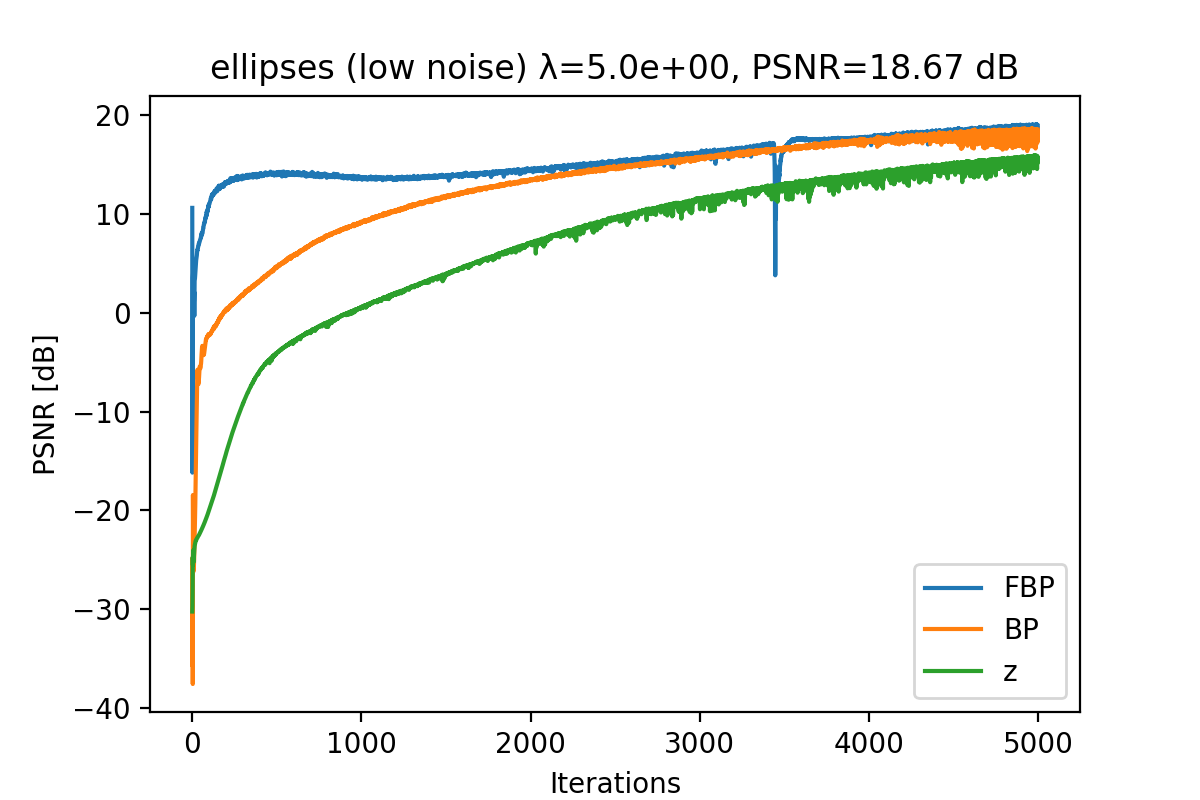 ellipses (low noise) λ=5.0e+00, PSNR=18.67 dB
20
10
0
−10
−20
−30
−40
PSNR [dB]
FBP
BP
z
0 1000 2000 3000 4000 5000
Iterations